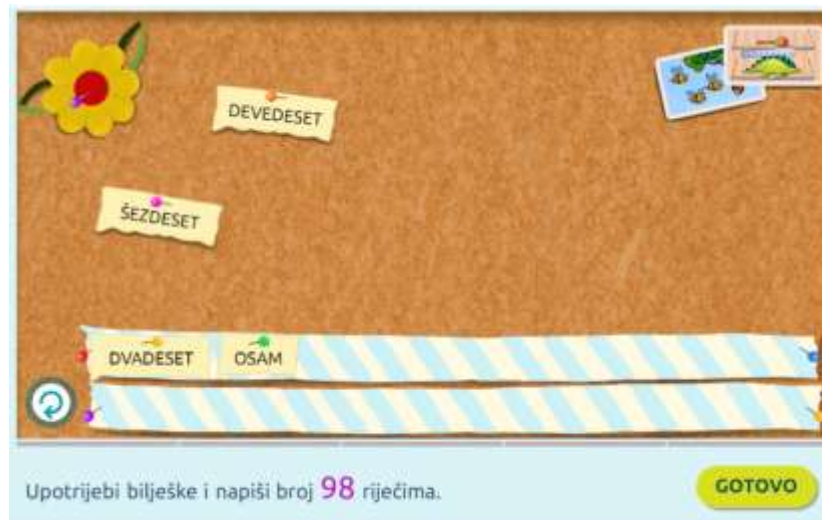 DEVEDESET
ŠEZDESET
DVADESET OSAM
Upotrijebi bilješke i napiši broj 98 riječima.
GOTOVO